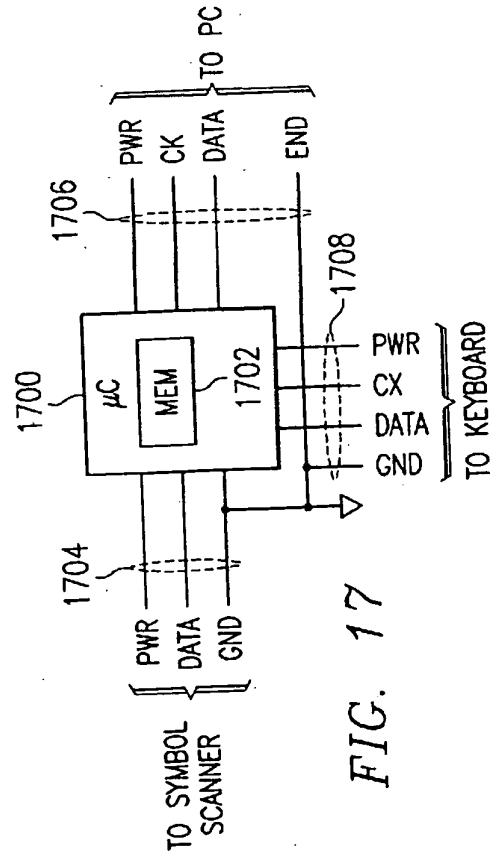 1700
μC
MEM
1702
1704
PWR
DATA
GND
TO SYMBOL
SCANNER
1706
PWR
CK
DATA
END
TO PC
1708
PWR
CX
DATA
GND
TO KEYBOARD
FIG. 17